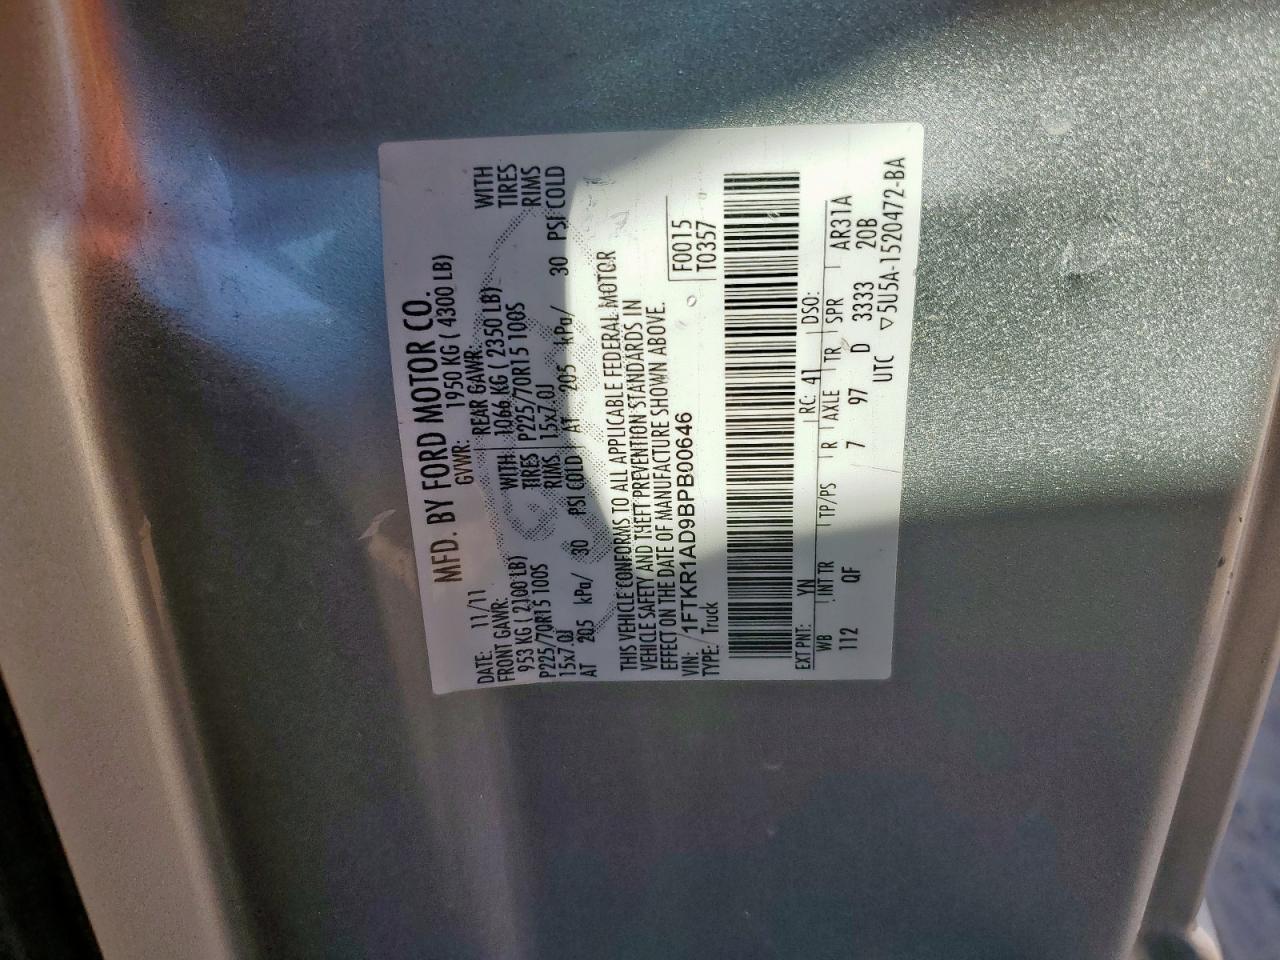 MFD. BY FORD MOTOR CO.
DATE: 11/11 GVWR: 1950 KG ( 4300 LB)
FRONT GAWR: REAR GAWR:
953 KG ( 2100 LB) WITH 1066 KG ( 2350 LB) WITH
P225/70R15 100S TIRES P225/70R15 100S TIRES
15x7.0J RIMS 15x7.0J RIMS
AT 205 kPa/ 30 PSI COLD AT 205 kPa/ 30 PSI COLD
THIS VEHICLE CONFORMS TO ALL APPLICABLE FEDERAL MOTOR
VEHICLE SAFETY AND THEFT PREVENTION STANDARDS IN
EFFECT ON THE DATE OF MANUFACTURE SHOWN ABOVE.
VIN: 1FTKR1AD9BPB00646 F0015
TYPE: Truck T0357
EXT PNT: YN RC: 41 DSO:
WB INT TR TP/PS R AXLE TR SPR AR31A
112 QF 7 97 D 3333 20B
UTC ▽5U5A-1520472-BA